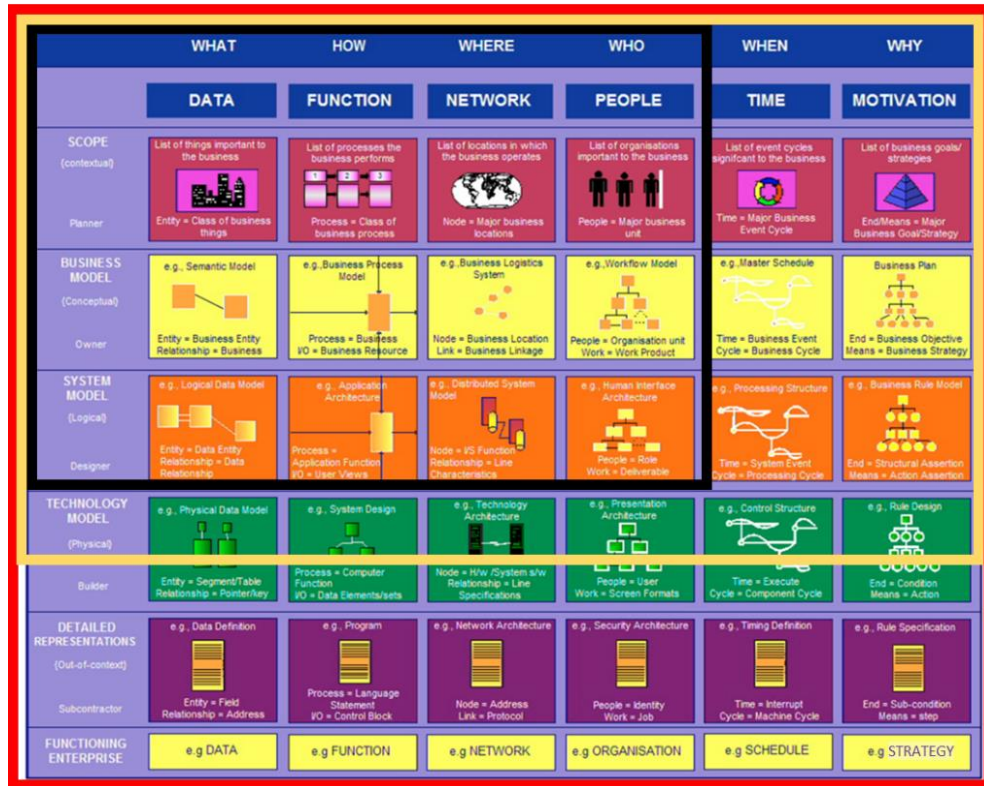 WHAT HOW WHERE WHO WHEN WHY
DATA FUNCTION NETWORK PEOPLE TIME MOTIVATION
SCOPE
{contextual}
Planner
List of things important to
the business
Entity = Class of business
things
List of processes the
business performs
1 2 3
Process = Class of
business process
List of locations in which
the business operates
Node = Major business
locations
List of organisations
important to the business
People = Major business
unit
List of event cycles
signifcant to the business
Time = Major Business
Event Cycle
List of business goals/
strategies
End/Means = Major
Business Goal/Strategy
BUSINESS
MODEL
{Conceptual}
Owner
e.g., Semantic Model
Entity = Business Entity
Relationship = Business
e.g.,Business Process
Model
Process = Business
I/O = Business Resource
e.g.,Business Logistics
System
Node = Business Location
Link = Business Linkage
e.g.,Workflow Model
People = Organisation unit
Work = Work Product
e.g.,Master Schedule
Time = Business Event
Cycle = Business Cycle
Business Plan
End = Business Objective
Means = Business Strategy
SYSTEM
MODEL
{Logical}
Designer
e.g., Logical Data Model
Entity = Data Entity
Relationship = Data
Relationship
e.g., Application
Architecture
Process =
Application Function
I/O = User Views
e.g., Distributed System
Model
Node = I/S Function
Relationship = Line
Characteristics
e.g., Human Interface
Architecture
People = Role
Work = Deliverable
e.g., Processing Structure
Time = System Event
Cycle = Processing Cycle
e.g., Business Rule Model
End = Structural Assertion
Means = Action Assertion
TECHNOLOGY
MODEL
{Physical}
Builder
e.g., Physical Data Model
Entity = Segment/Table
Relationship = Pointer/key
e.g., System Design
Process = Computer
Function
I/O = Data Elements/sets
e.g., Technology
Architecture
Node = H/w /System s/w
Relationship = Line
Specifications
e.g., Presentation
Architecture
People = User
Work = Screen Formats
e.g., Control Structure
Time = Execute
Cycle = Component Cycle
e.g., Rule Design
End = Condition
Means = Action
DETAILED
REPRESENTATIONS
{Out-of-context}
Subcontractor
e.g., Data Definition
Entity = Field
Relationship = Address
e.g., Program
Process = Language
Statement
I/O = Control Block
e.g., Network Architecture
Node = Address
Link = Protocol
e.g., Security Architecture
People = Identity
Work = Job
e.g., Timing Definition
Time = Interrupt
Cycle = Machine Cycle
e.g., Rule Specification
End = Sub-condition
Means = step
FUNCTIONING
ENTERPRISE
e.g DATA
e.g FUNCTION
e.g NETWORK
e.g ORGANISATION
e.g SCHEDULE
e.g STRATEGY